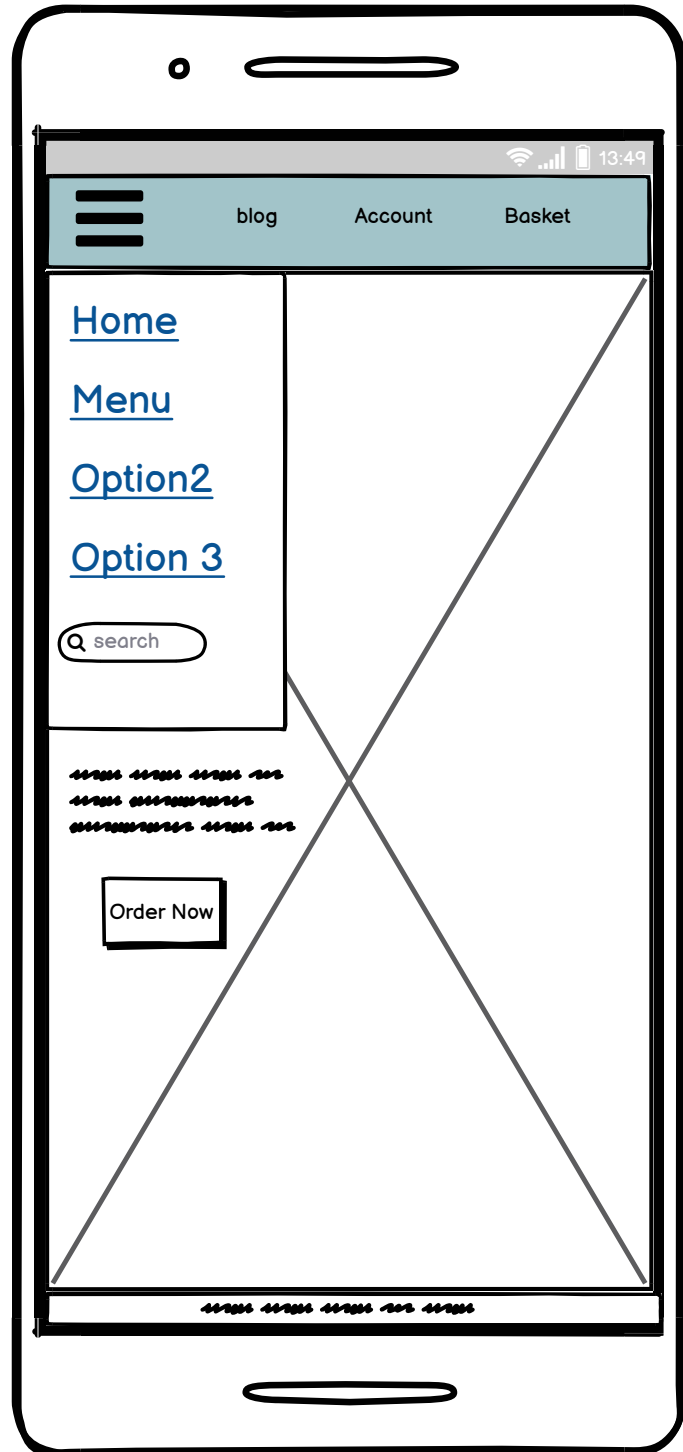 13:49
blog Account Basket
Home
Menu
Option2
Option 3
search
Order Now